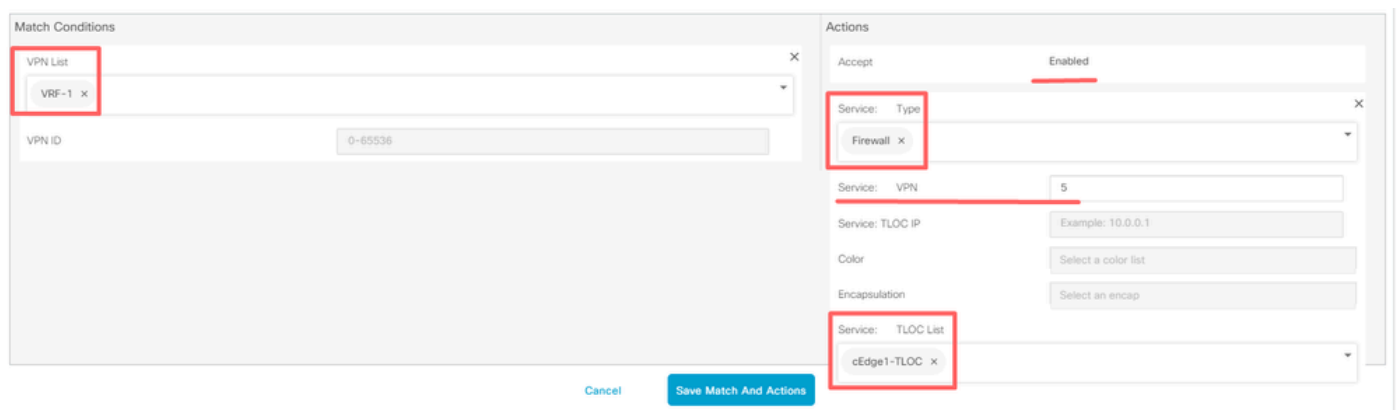 Match Conditions
VPN List
×
VRF-1 ×
VPN ID
0-65536
Actions
Accept
Enabled
Service: Type
×
Firewall ×
Service: VPN
5
Service: TLOC IP
Example: 10.0.0.1
Color
Select a color list
Encapsulation
Select an encap
Service: TLOC List
cEdge1-TLOC ×
Cancel
Save Match And Actions